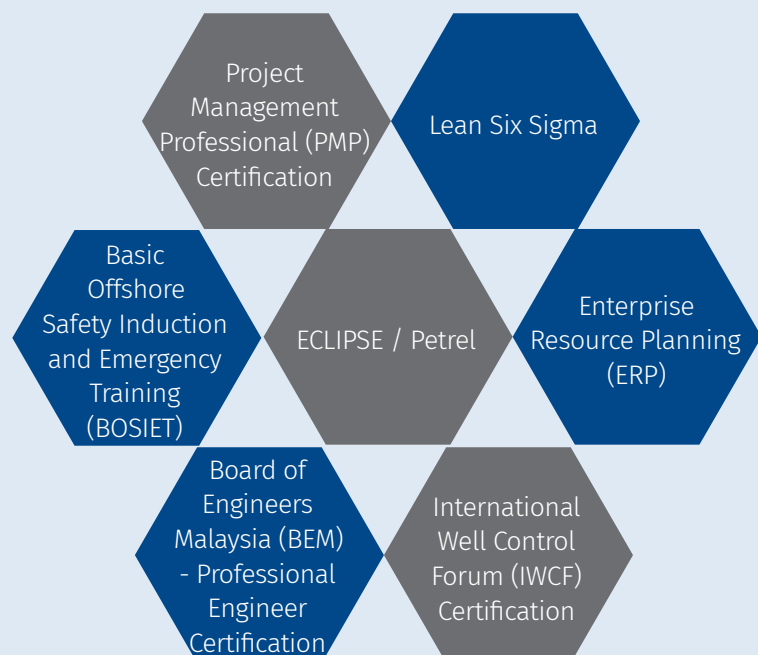 Project
Management
Professional (PMP)
Certification
Lean Six Sigma
Basic
Offshore
Safety Induction
and Emergency
Training
(BOSIET)
ECLIPSE / Petrel
Enterprise
Resource Planning
(ERP)
Board of
Engineers
Malaysia (BEM)
- Professional
Engineer
Certification
International
Well Control
Forum (IWCF)
Certification